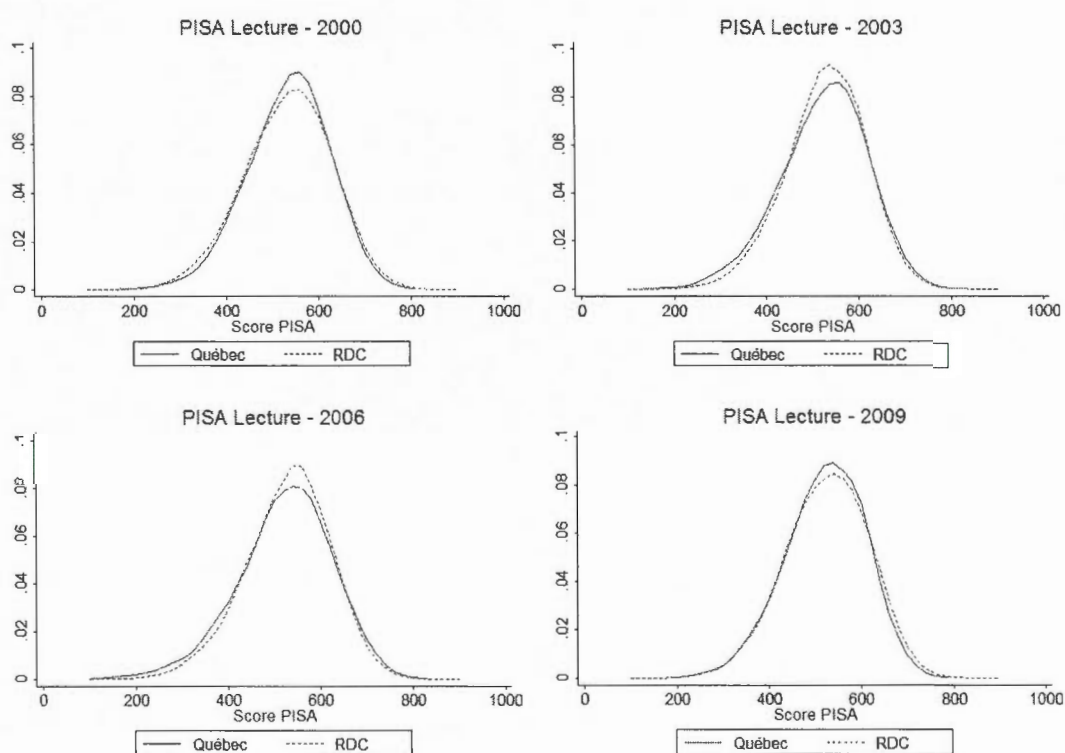 PISA Lecture - 2000
.1
.08
.06
.04
.02
0
0 200 400 600 800 1000
Score PISA
Québec RDC
PISA Lecture - 2003
.1
.08
.06
.04
.02
0
0 200 400 600 800 1000
Score PISA
Québec RDC
PISA Lecture - 2006
.1
.08
.06
.04
.02
0
0 200 400 600 800 1000
Score PISA
Québec RDC
PISA Lecture - 2009
.1
.08
.06
.04
.02
0
0 200 400 600 800 1000
Score PISA
Québec RDC